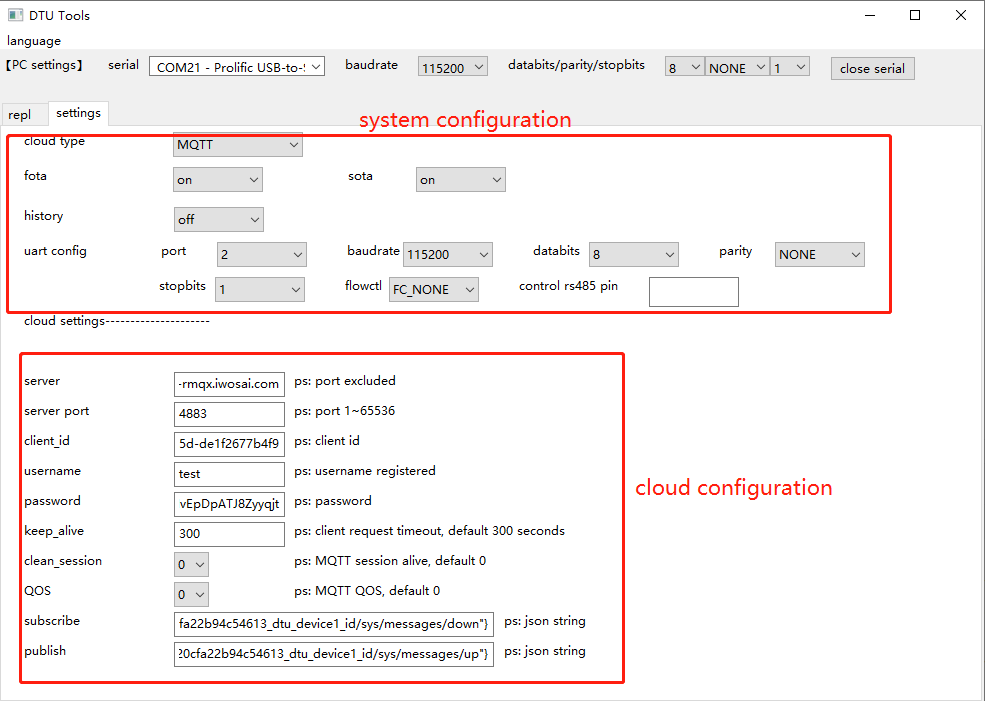 DTU Tools
language
【PC settings】 serial COM21 - Prolific USB-to-S baudrate 115200 databits/parity/stopbits 8 NONE 1 close serial
repl settings
system configuration
cloud type MQTT
fota on sota on
history off
uart config port 2 baudrate 115200 databits 8 parity NONE
stopbits 1 flowctl FC_NONE control rs485 pin
cloud settings---------------------
server -rmqx.iwosai.com ps: port excluded
server port 4883 ps: port 1~65536
client_id 5d-de1f2677b4f9 ps: client id
username test ps: username registered
password vEpDpATJ8Zyyqjt ps: password
keep_alive 300 ps: client request timeout, default 300 seconds
clean_session 0 ps: MQTT session alive, default 0
QOS 0 ps: MQTT QOS, default 0
subscribe fa22b94c54613_dtu_device1_id/sys/messages/down"} ps: json string
publish 20cfa22b94c54613_dtu_device1_id/sys/messages/up"} ps: json string
cloud configuration